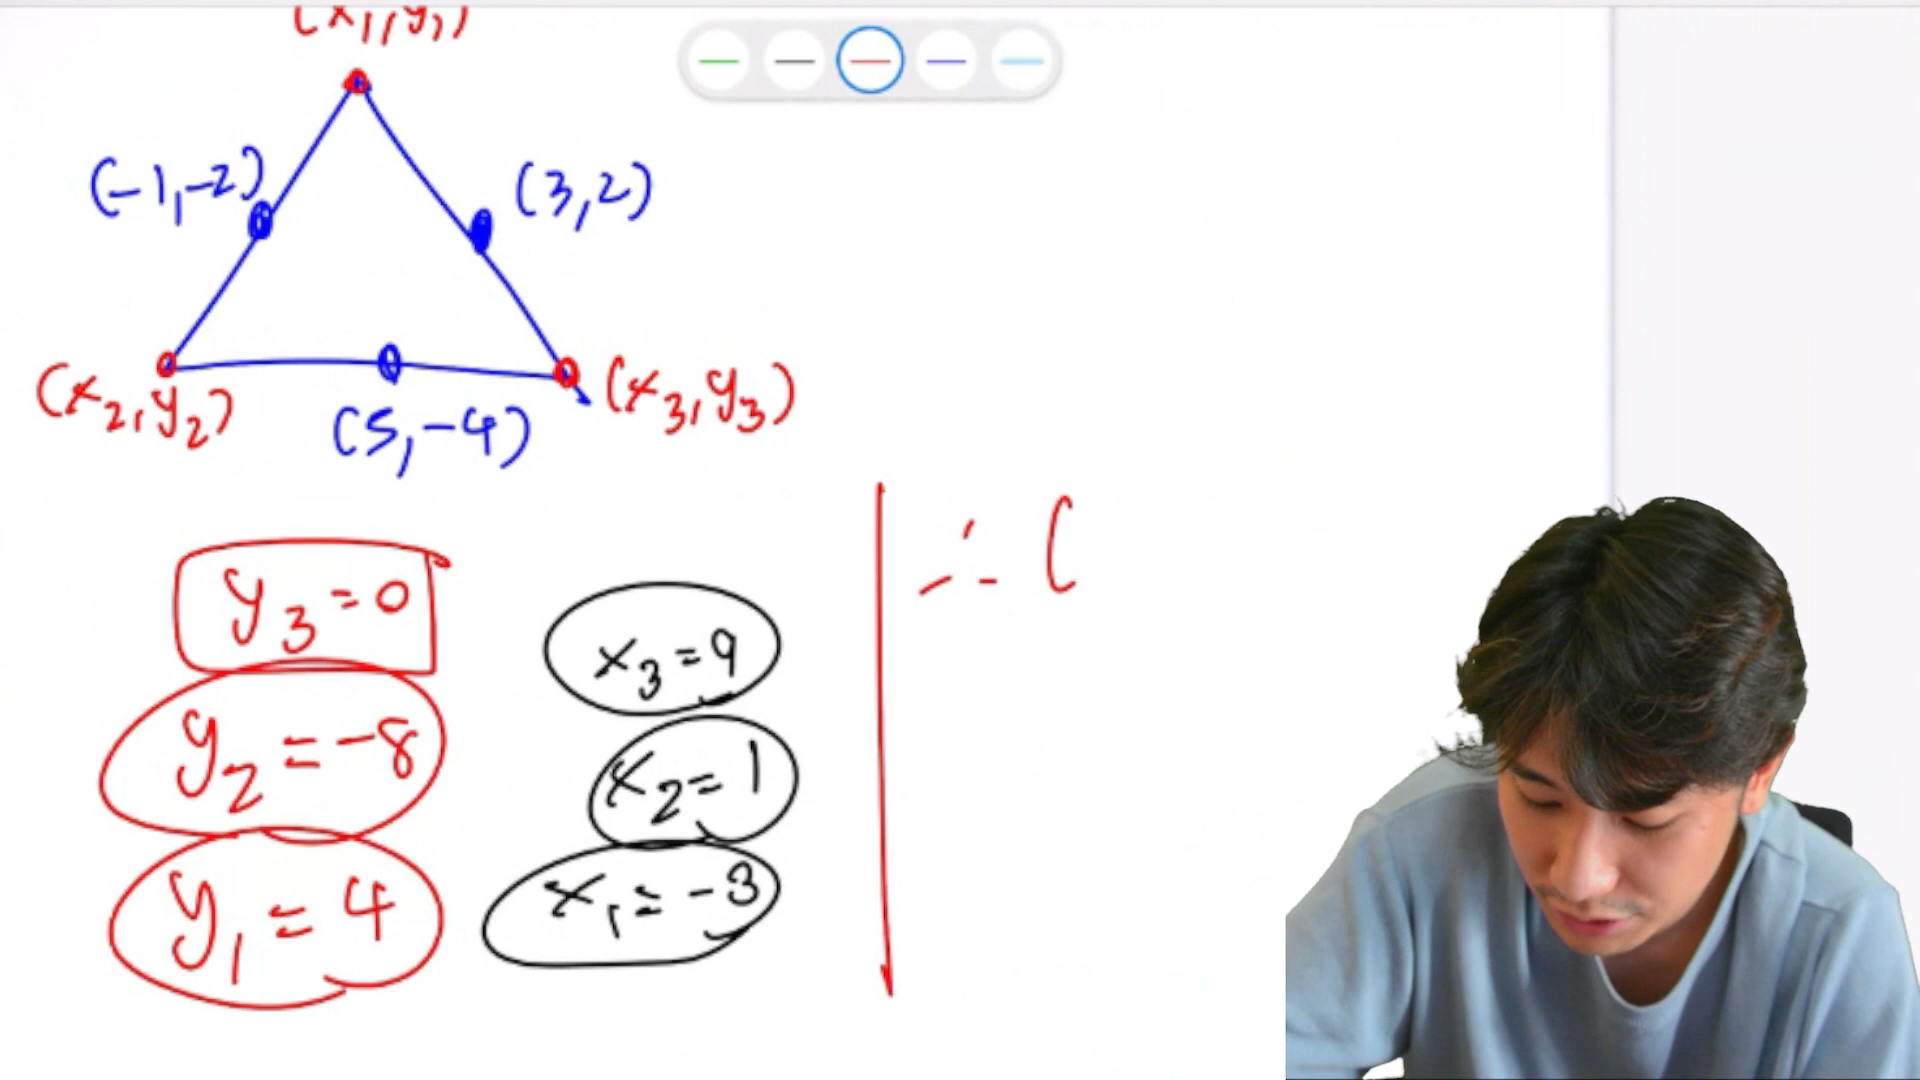 (x₁,y₁)
(-1,-2)
(3,2)
(x₂,y₂)
(x₃,y₃)
(5,-4)
y₃=0
y₂=-8
y₁=4
x₃=9
x₂=1
x₁=-3
∴ (